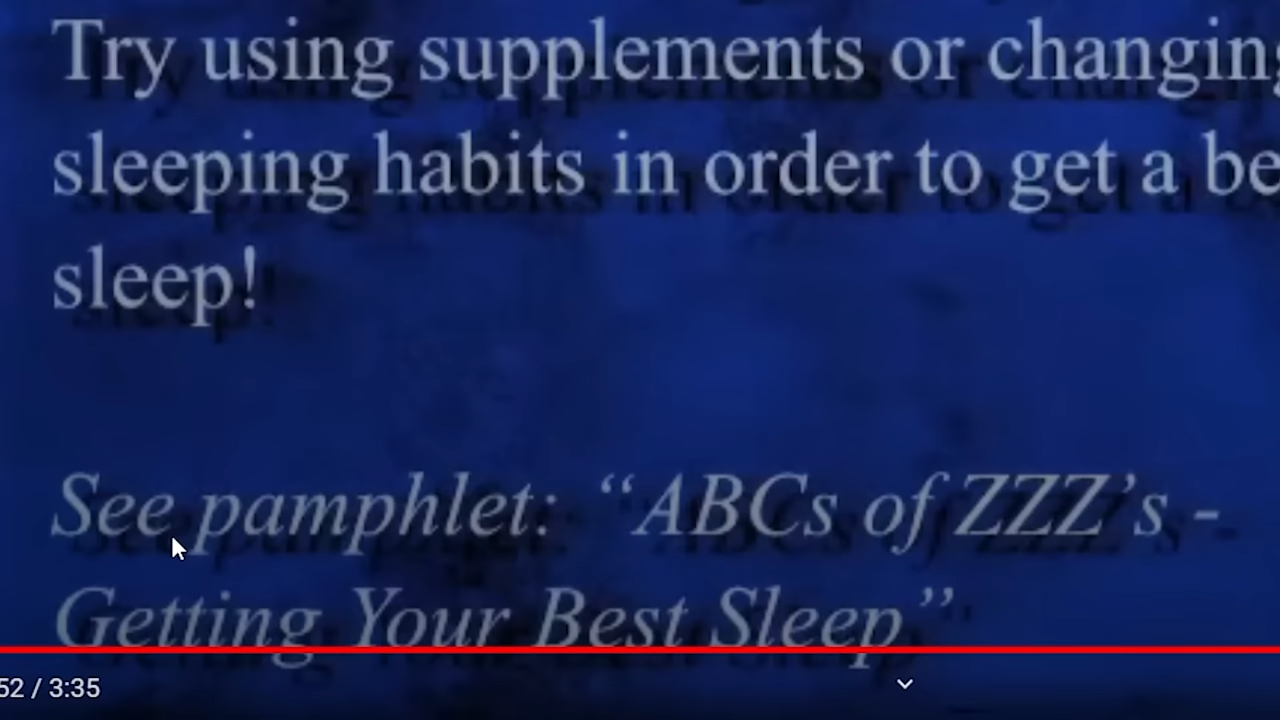 Try using supplements or changing
sleeping habits in order to get a be
sleep!
See pamphlet: “ABCs of ZZZ’s -
Getting Your Best Sleep”
52 / 3:35